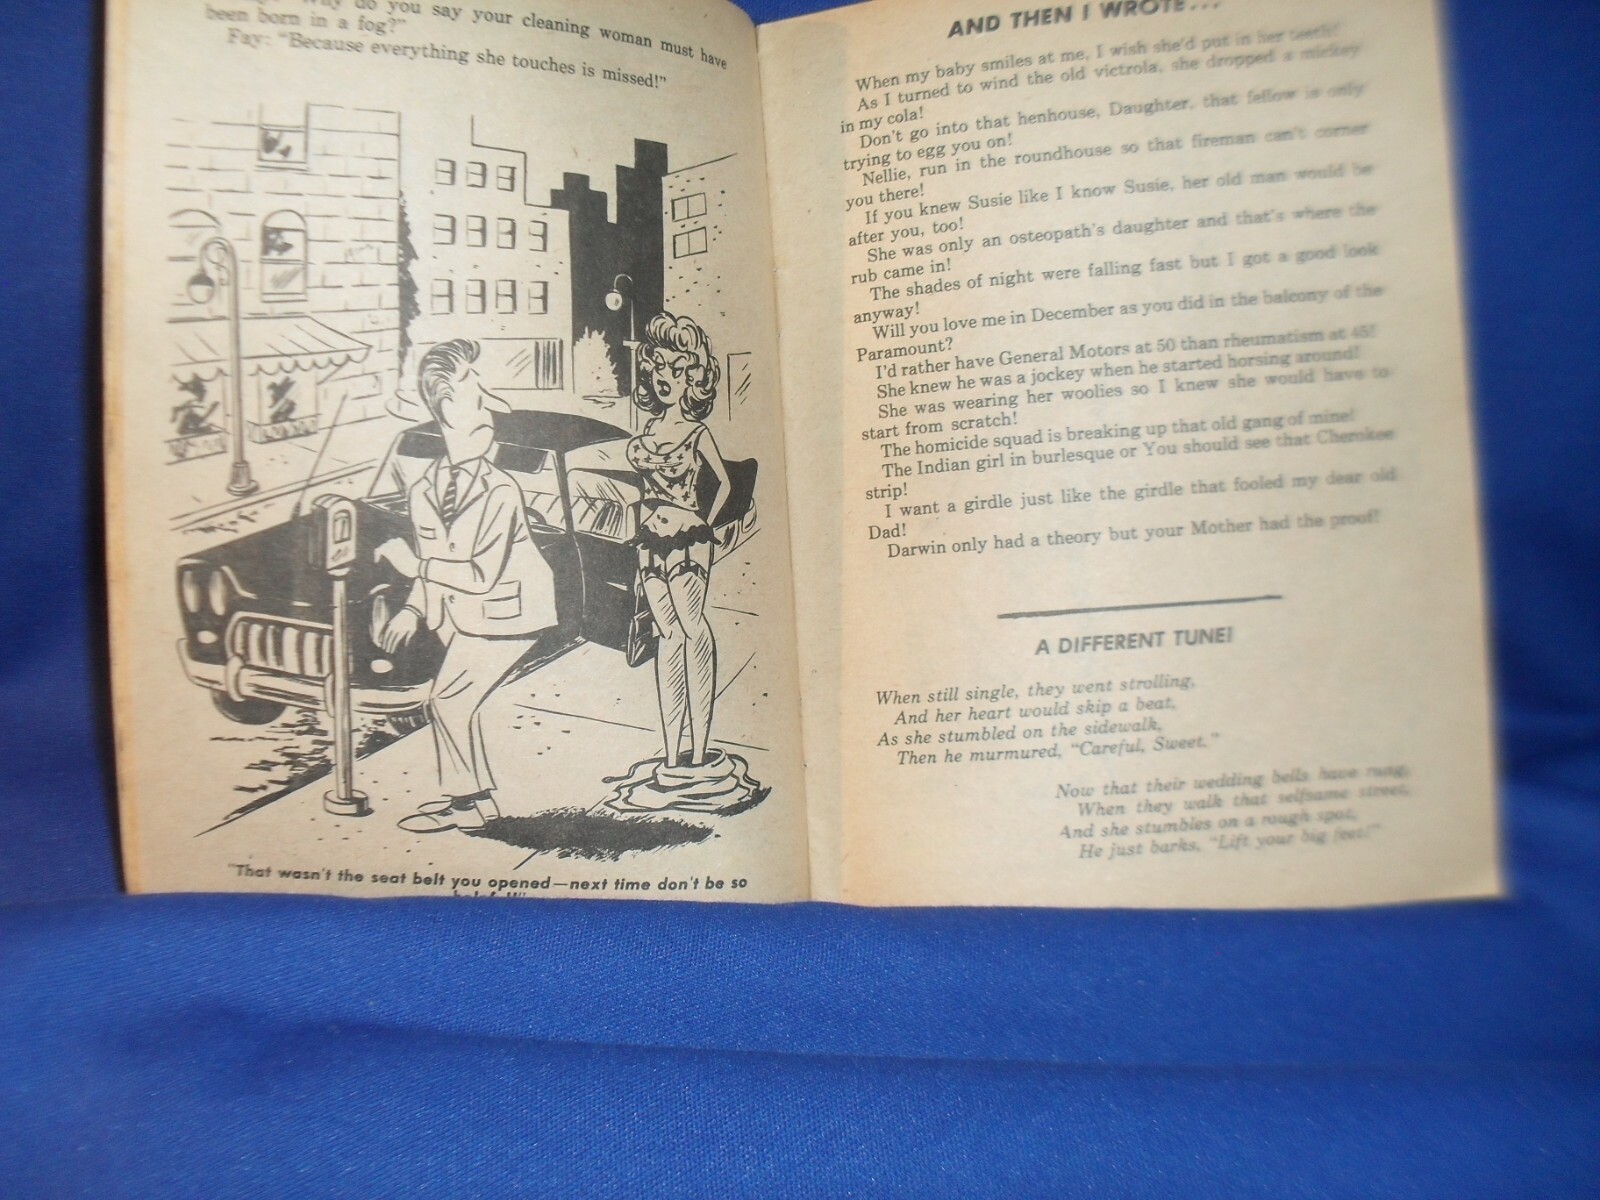 do you say your cleaning woman must have
been born in a fog?"
Fay: "Because everything she touches is missed!"
"That wasn't the seat belt you opened—next time don't be so
AND THEN I WROTE...
When my baby smiles at me, I wish she'd put in her teeth!
As I turned to wind the old victrola, she dropped a mickey
in my cola!
Don't go into that henhouse, Daughter, that fellow is only
trying to egg you on!
Nellie, run in the roundhouse so that fireman can't corner
you there!
If you knew Susie like I know Susie, her old man would be
after you, too!
She was only an osteopath's daughter and that's where the
rub came in!
The shades of night were falling fast but I got a good look
anyway!
Will you love me in December as you did in the balcony of the
Paramount?
I'd rather have General Motors at 50 than rheumatism at 45!
She knew he was a jockey when he started horsing around!
She was wearing her woolies so I knew she would have to
start from scratch!
The homicide squad is breaking up that old gang of mine!
The Indian girl in burlesque or You should see that Cherokee
strip!
I want a girdle just like the girdle that fooled my dear old
Dad!
Darwin only had a theory but your Mother had the proof!
A DIFFERENT TUNE!
When still single, they went strolling,
And her heart would skip a beat,
As she stumbled on the sidewalk,
Then he murmured, "Careful, Sweet."
Now that their wedding bells have rung,
When they walk that selfsame street,
And she stumbles on a rough spot,
He just barks, "Lift your big feet!"